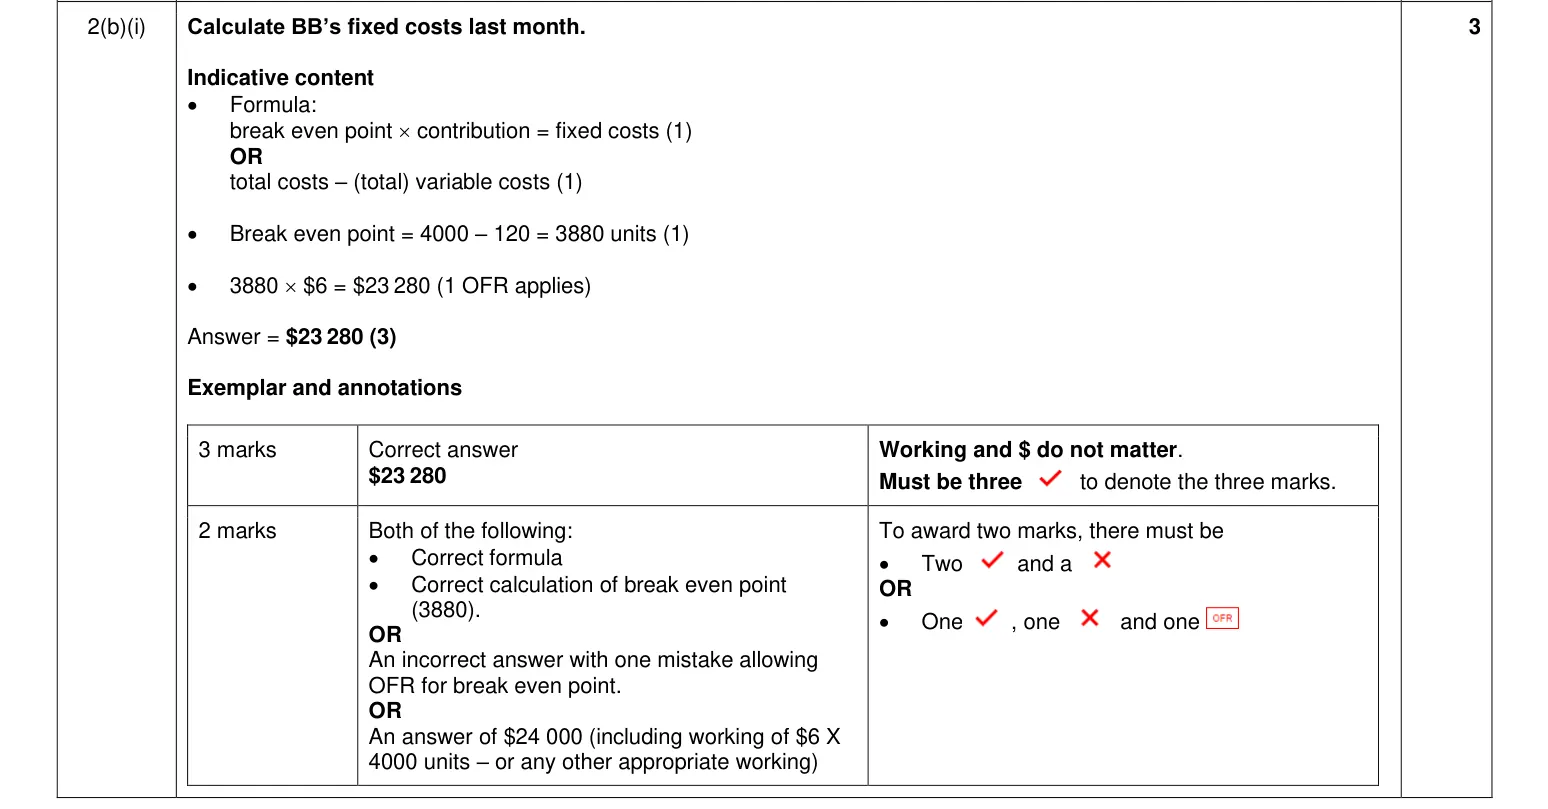 2(b)(i)
Calculate BB’s fixed costs last month.
3
Indicative content
• Formula:
break even point × contribution = fixed costs (1)
OR
total costs – (total) variable costs (1)
• Break even point = 4000 – 120 = 3880 units (1)
• 3880 × $6 = $23 280 (1 OFR applies)
Answer = $23 280 (3)
Exemplar and annotations
3 marks
Correct answer
$23 280
Working and $ do not matter.
Must be three ✓ to denote the three marks.
2 marks
Both of the following:
• Correct formula
• Correct calculation of break even point
(3880).
OR
An incorrect answer with one mistake allowing
OFR for break even point.
OR
An answer of $24 000 (including working of $6 X
4000 units – or any other appropriate working)
To award two marks, there must be
• Two ✓ and a ✗
OR
• One ✓ , one ✗ and one OFR